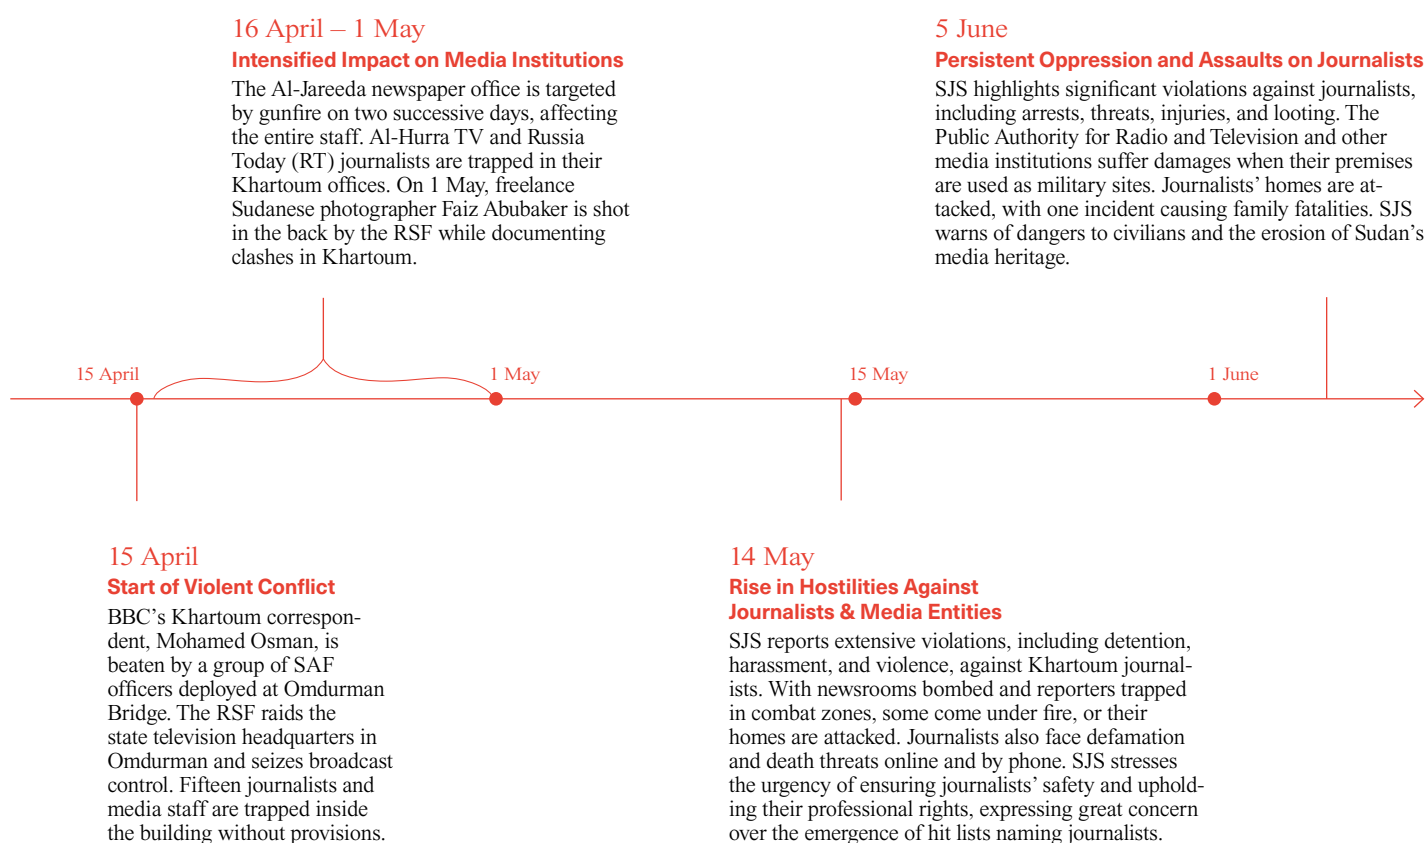 16 April – 1 May
Intensified Impact on Media Institutions
The Al-Jareeda newspaper office is targeted
by gunfire on two successive days, affecting
the entire staff. Al-Hurra TV and Russia
Today (RT) journalists are trapped in their
Khartoum offices. On 1 May, freelance
Sudanese photographer Faiz Abubaker is shot
in the back by the RSF while documenting
clashes in Khartoum.
5 June
Persistent Oppression and Assaults on Journalists
SJS highlights significant violations against journalists,
including arrests, threats, injuries, and looting. The
Public Authority for Radio and Television and other
media institutions suffer damages when their premises
are used as military sites. Journalists’ homes are at-
tacked, with one incident causing family fatalities. SJS
warns of dangers to civilians and the erosion of Sudan’s
media heritage.
15 April
1 May
15 May
1 June
15 April
Start of Violent Conflict
BBC’s Khartoum correspon-
dent, Mohamed Osman, is
beaten by a group of SAF
officers deployed at Omdurman
Bridge. The RSF raids the
state television headquarters in
Omdurman and seizes broadcast
control. Fifteen journalists and
media staff are trapped inside
the building without provisions.
14 May
Rise in Hostilities Against
Journalists & Media Entities
SJS reports extensive violations, including detention,
harassment, and violence, against Khartoum journal-
ists. With newsrooms bombed and reporters trapped
in combat zones, some come under fire, or their
homes are attacked. Journalists also face defamation
and death threats online and by phone. SJS stresses
the urgency of ensuring journalists’ safety and uphold-
ing their professional rights, expressing great concern
over the emergence of hit lists naming journalists.